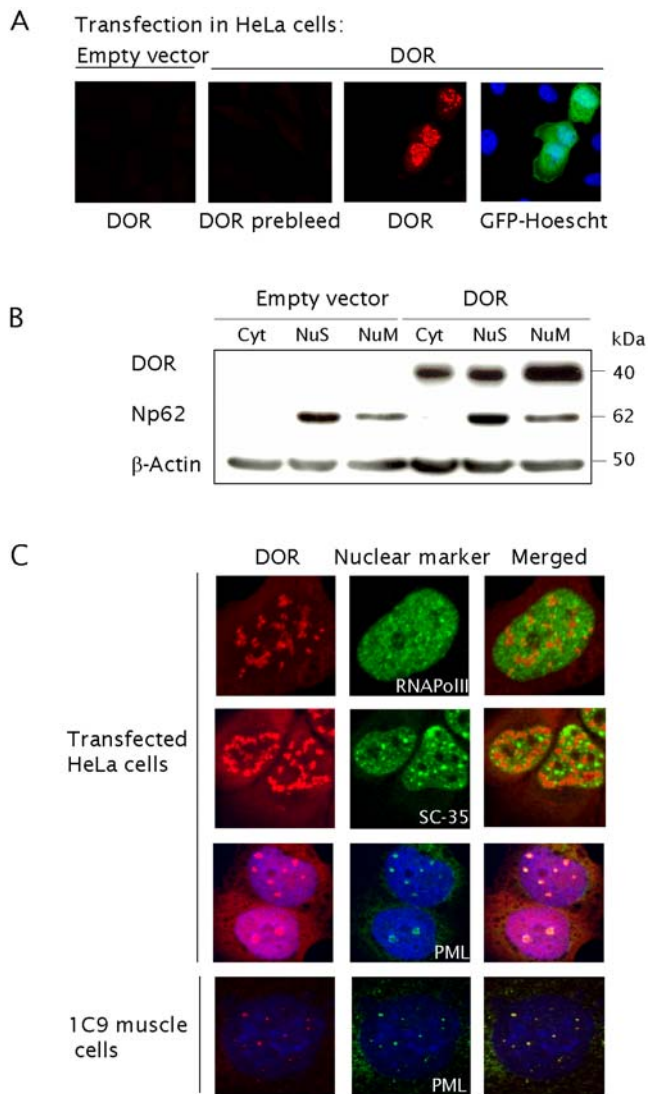 A
Transfection in HeLa cells:
Empty vector DOR
DOR DOR prebleed DOR GFP-Hoescht
B
Empty vector DOR
Cyt NuS NuM Cyt NuS NuM kDa
DOR 40
Np62 62
β-Actin 50
C
DOR Nuclear marker Merged
RNAPolII
Transfected
HeLa cells
SC-35
PML
1C9 muscle
cells
PML